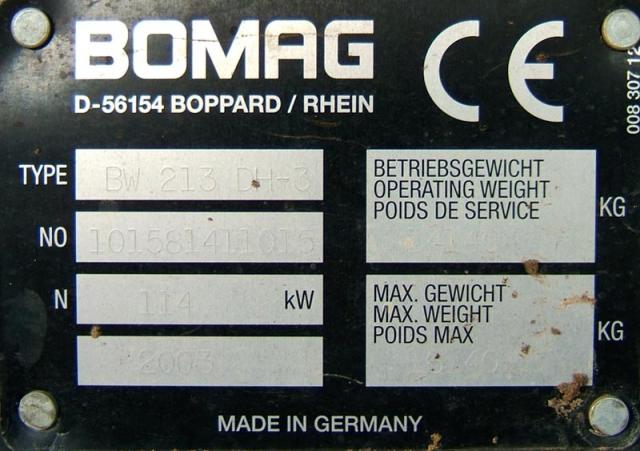 BOMAG
CE
D-56154 BOPPARD / RHEIN
008 307 12
TYPE BW 213 DH-3
NO 101581411015
N 114 kW
2003
BETRIEBSGEWICHT
OPERATING WEIGHT
POIDS DE SERVICE
KG
MAX. GEWICHT
MAX. WEIGHT
POIDS MAX
KG
MADE IN GERMANY